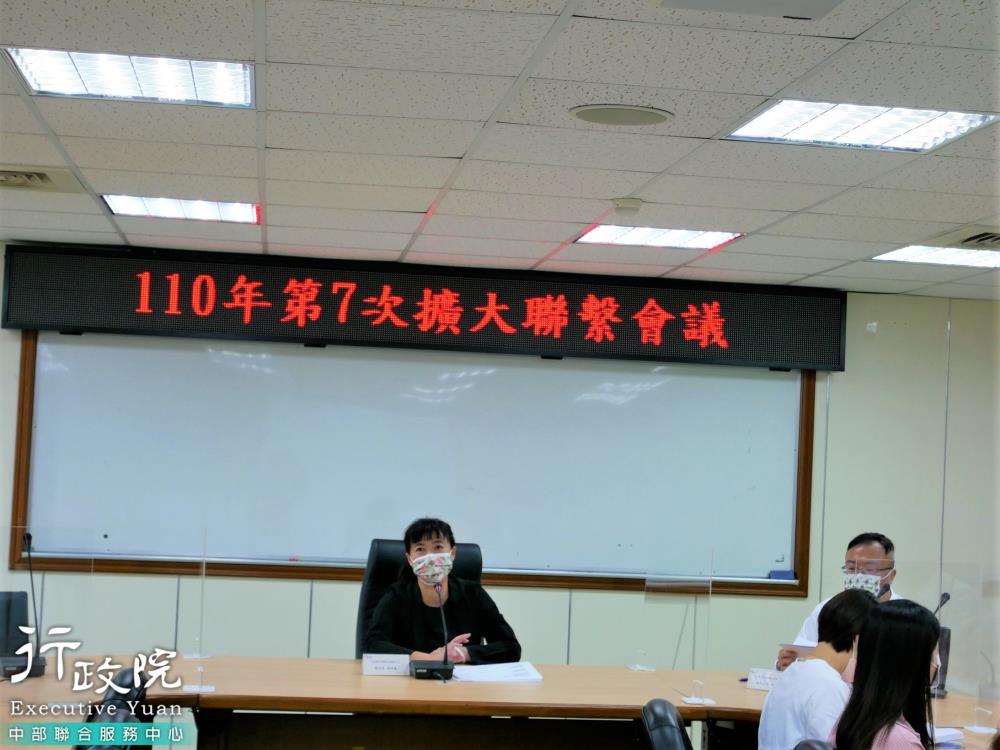 110年第7次擴大聯繫會議
行政院
Executive Yuan
中部聯合服務中心